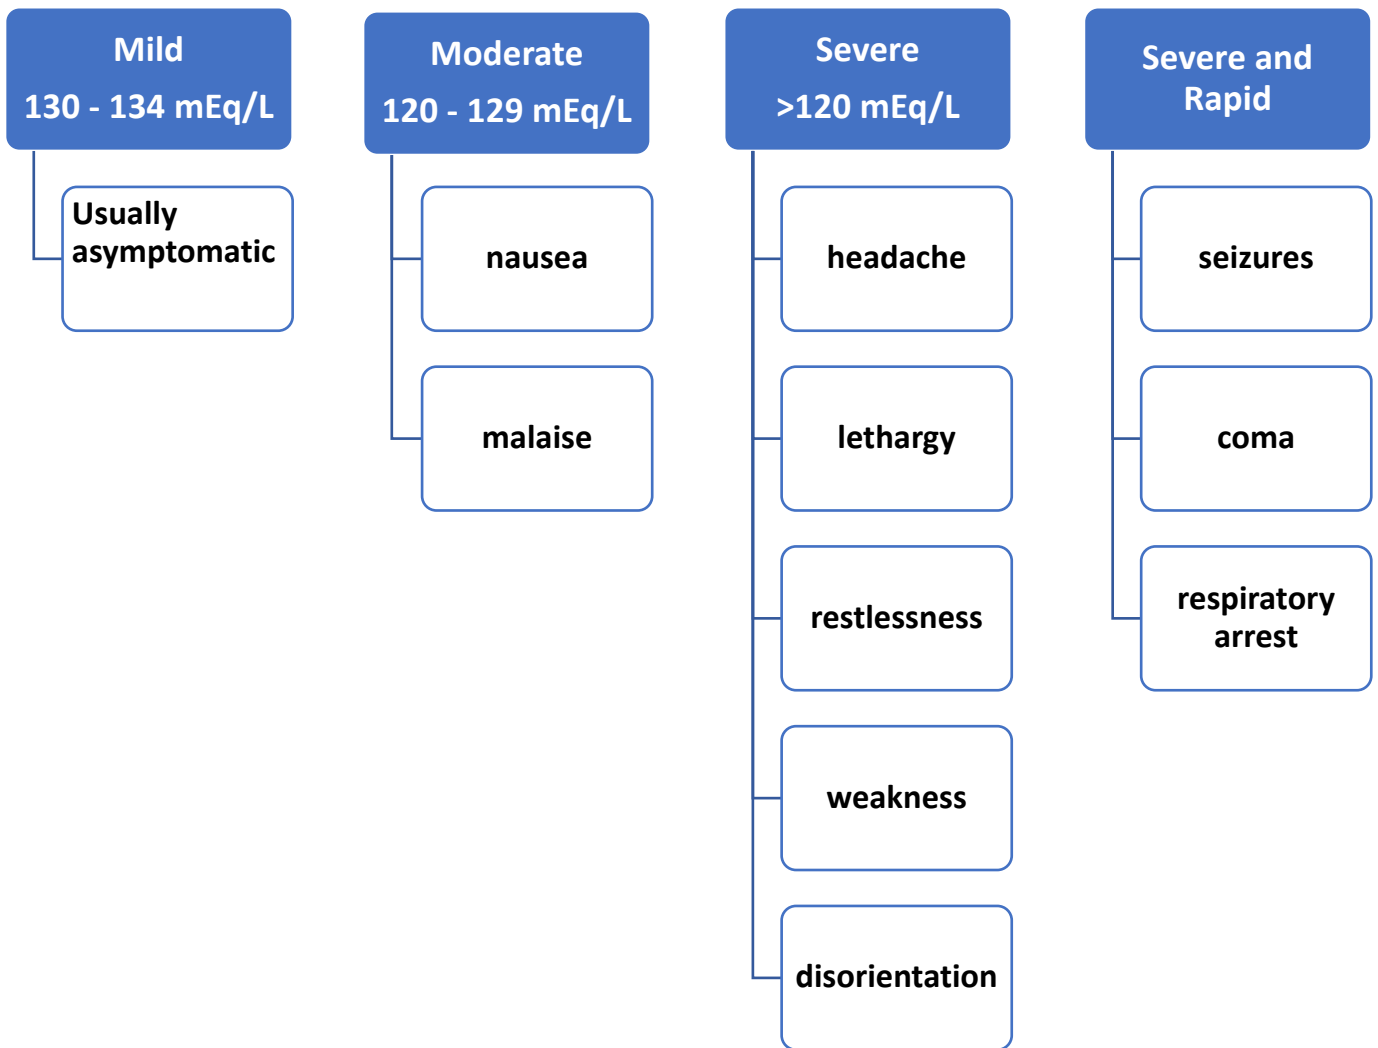 Mild
130 - 134 mEq/L
Usually
asymptomatic
Moderate
120 - 129 mEq/L
nausea
malaise
Severe
>120 mEq/L
headache
lethargy
restlessness
weakness
disorientation
Severe and
Rapid
seizures
coma
respiratory
arrest